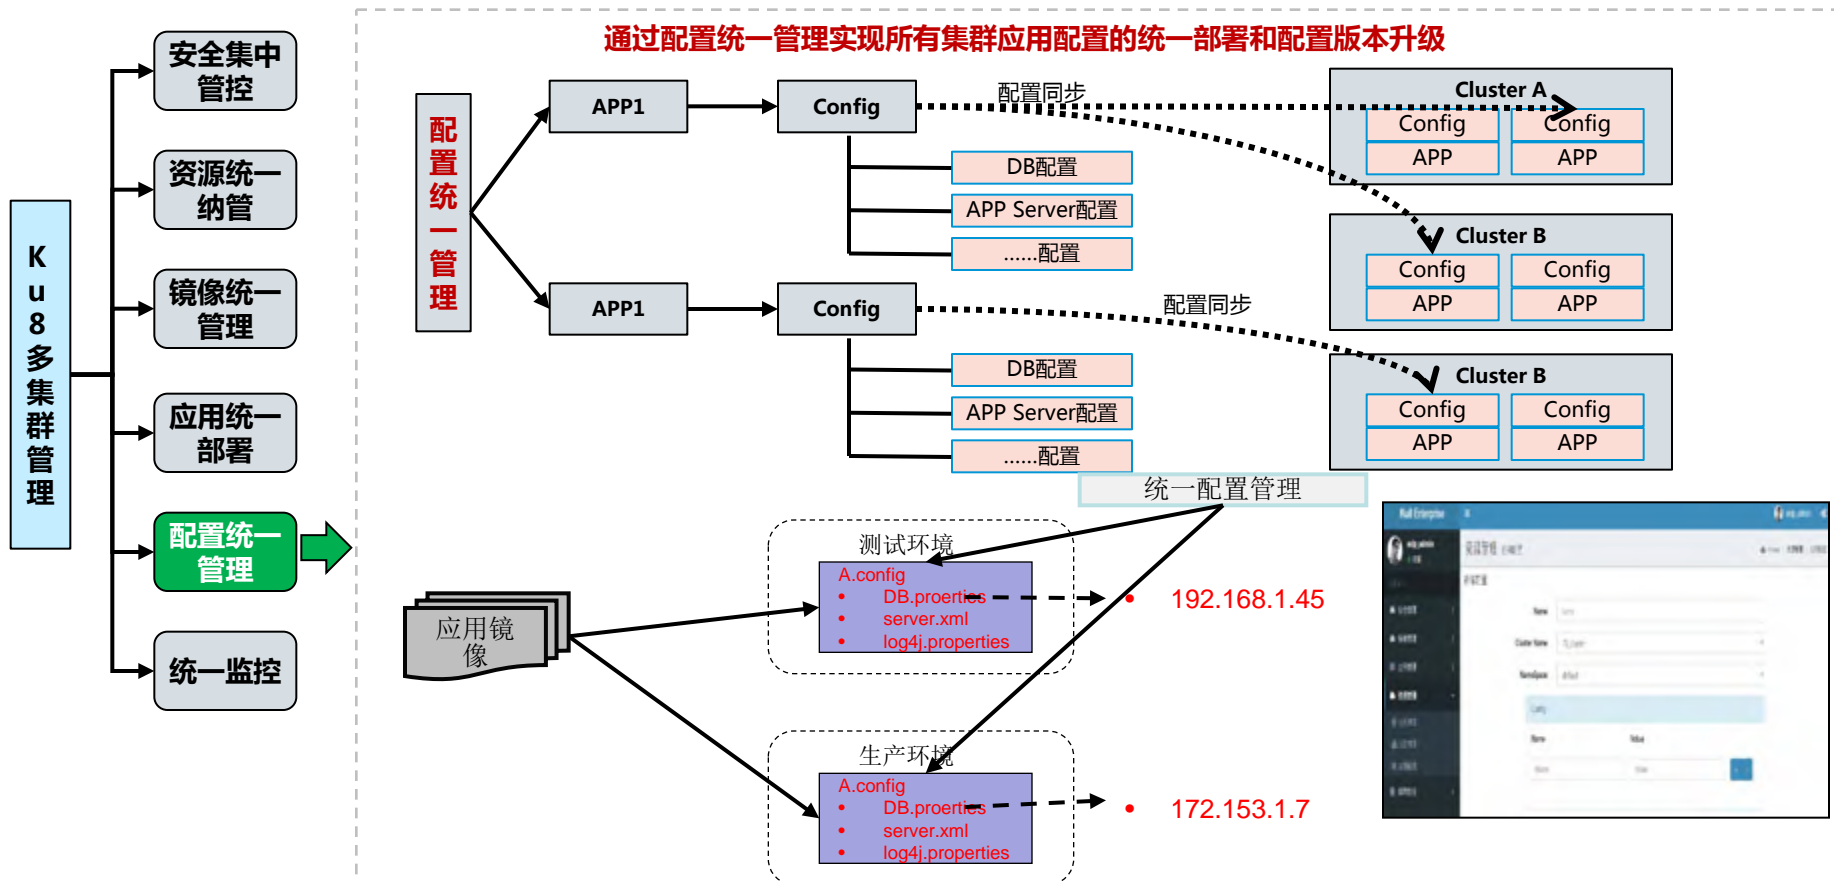 通过配置统一管理实现所有集群应用配置的统一部署和配置版本升级
Ku8多集群管理
安全集中
管控
资源统一
纳管
镜像统一
管理
应用统一
部署
配置统一
管理
统一监控
配置统一管理
APP1
Config
配置同步
DB配置
APP Server配置
......配置
APP1
Config
配置同步
DB配置
APP Server配置
......配置
Cluster A
Config
Config
APP
APP
Cluster B
Config
Config
APP
APP
Cluster B
Config
Config
APP
APP
统一配置管理
应用镜
像
测试环境
A.config
• DB.proerties
• server.xml
• log4j.properties
• 192.168.1.45
生产环境
A.config
• DB.proerties
• server.xml
• log4j.properties
• 172.153.1.7
Name
Cluster Name
default
Name
Value